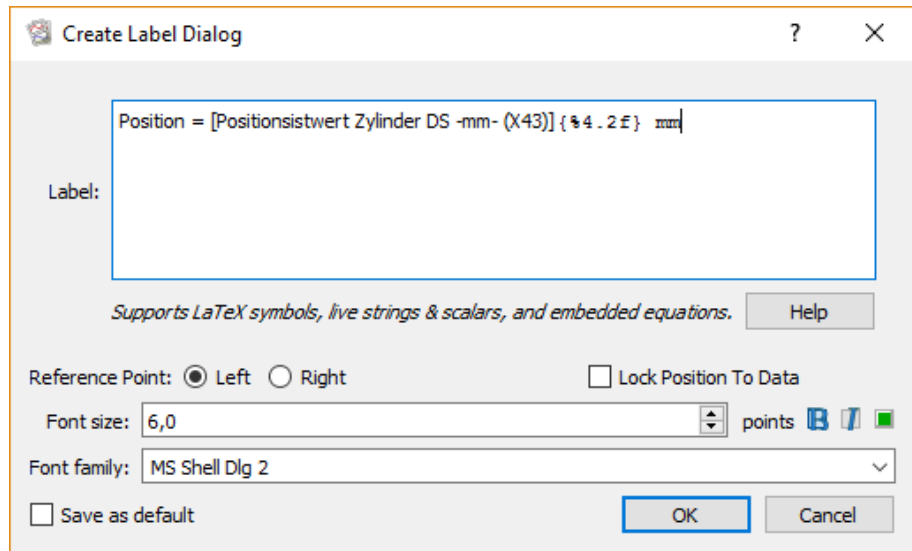 Create Label Dialog ?
Label:
Position = [Positionsistwert Zylinder DS -mm- (X43)]{%4.2f} mm
Supports LaTeX symbols, live strings & scalars, and embedded equations. Help
Reference Point: Left Right Lock Position To Data
Font size: 6,0 points B I
Font family: MS Shell Dlg 2
Save as default OK Cancel